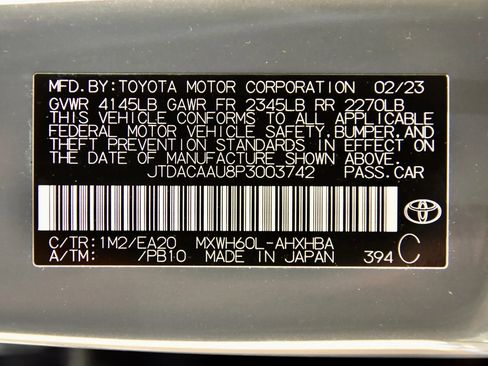 MFD.BY:TOYOTA MOTOR CORPORATION 02/23
GVWR 4145LB GAWR FR 2345LB RR 2270LB
THIS VEHICLE CONFORMS TO ALL APPLICABLE
FEDERAL MOTOR VEHICLE SAFETY,BUMPER,AND
THEFT PREVENTION STANDARDS IN EFFECT
ON THE DATE OF MANUFACTURE SHOWN ABOVE.
JTDACAAU8P3003742 PASS.CAR
C/TR:1M2/EA20 MXWH60L-AHXHBA
A/TM: /PB10 MADE IN JAPAN 394 C